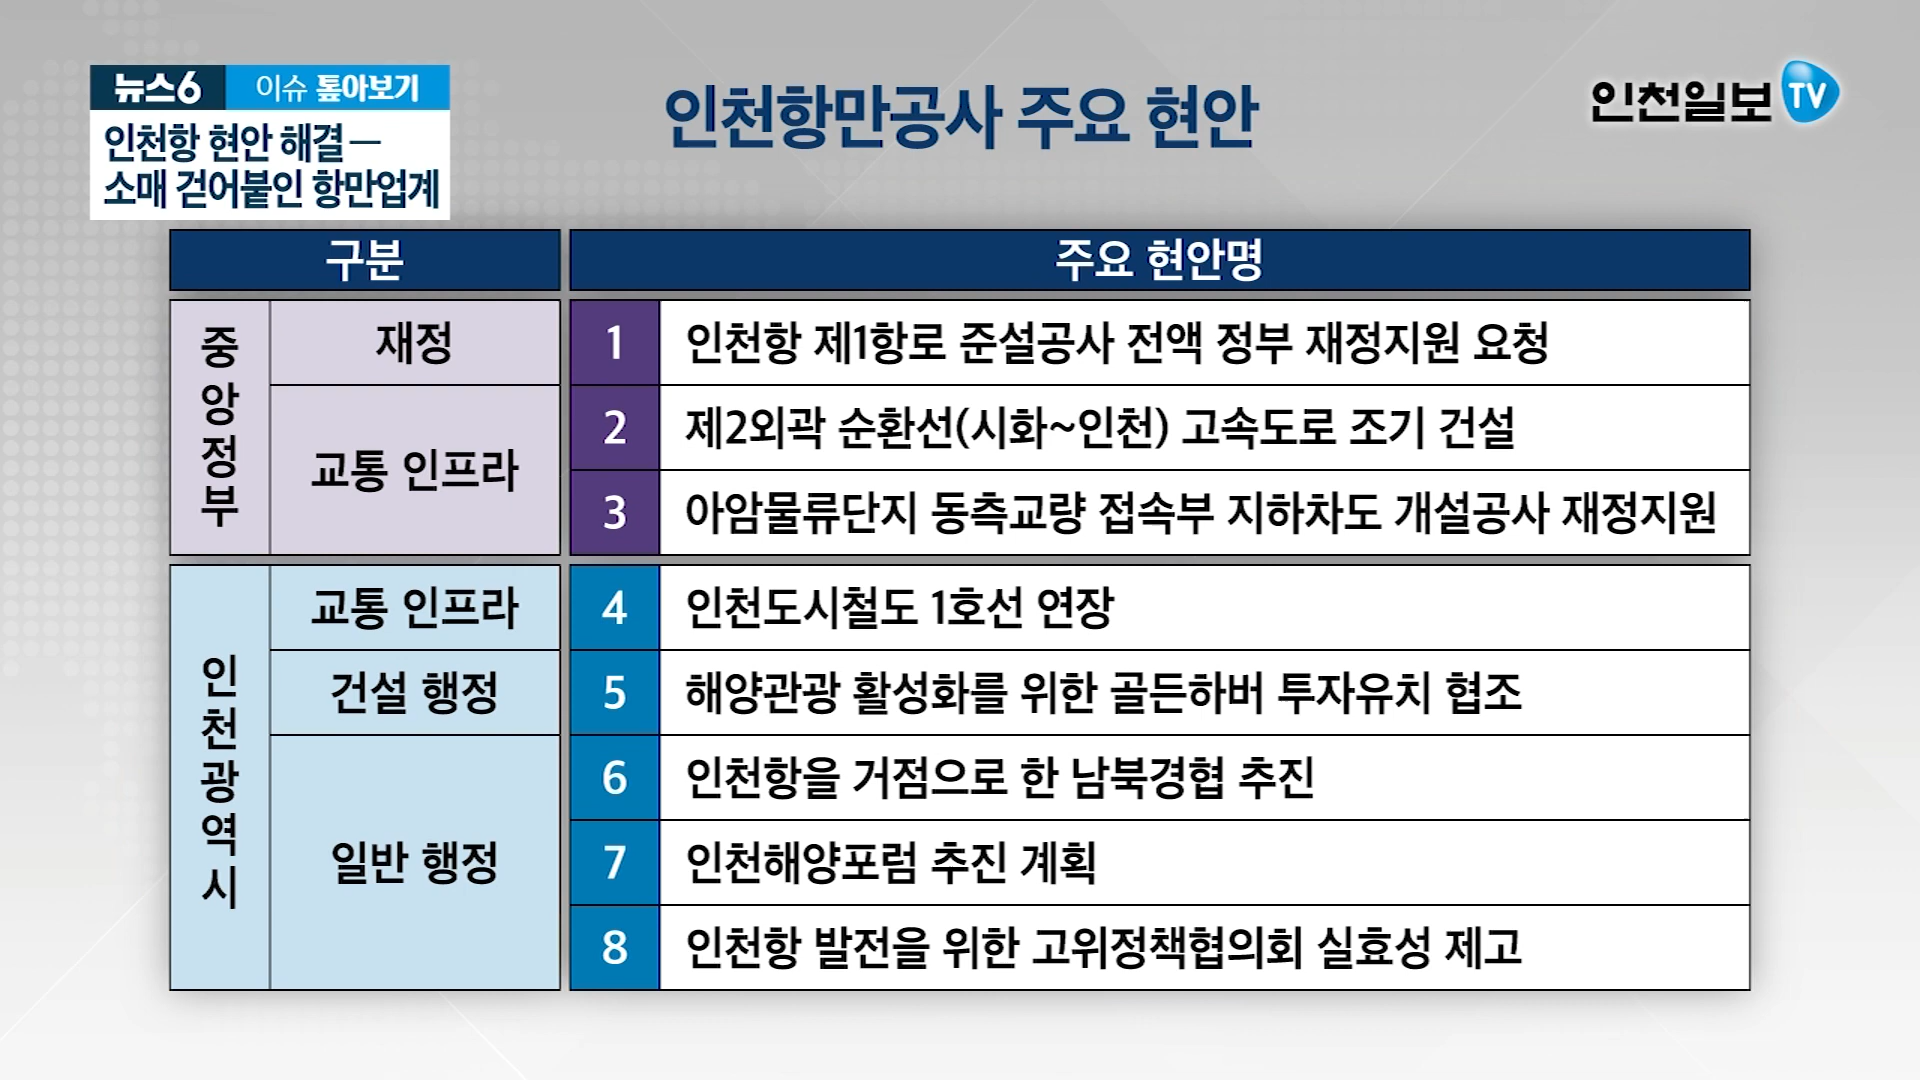 뉴스6 이슈 톺아보기
인천항 현안 해결—
소매 걷어붙인 항만업계
인천항만공사 주요 현안
인천일보 TV
구분 주요 현안명
중앙정부
재정
1 인천항 제1항로 준설공사 전액 정부 재정지원 요청
교통 인프라
2 제2외곽 순환선(시화~인천) 고속도로 조기 건설
3 아암물류단지 동측교량 접속부 지하차도 개설공사 재정지원
인천광역시
교통 인프라
4 인천도시철도 1호선 연장
건설 행정
5 해양관광 활성화를 위한 골든하버 투자유치 협조
일반 행정
6 인천항을 거점으로 한 남북경협 추진
7 인천해양포럼 추진 계획
8 인천항 발전을 위한 고위정책협의회 실효성 제고